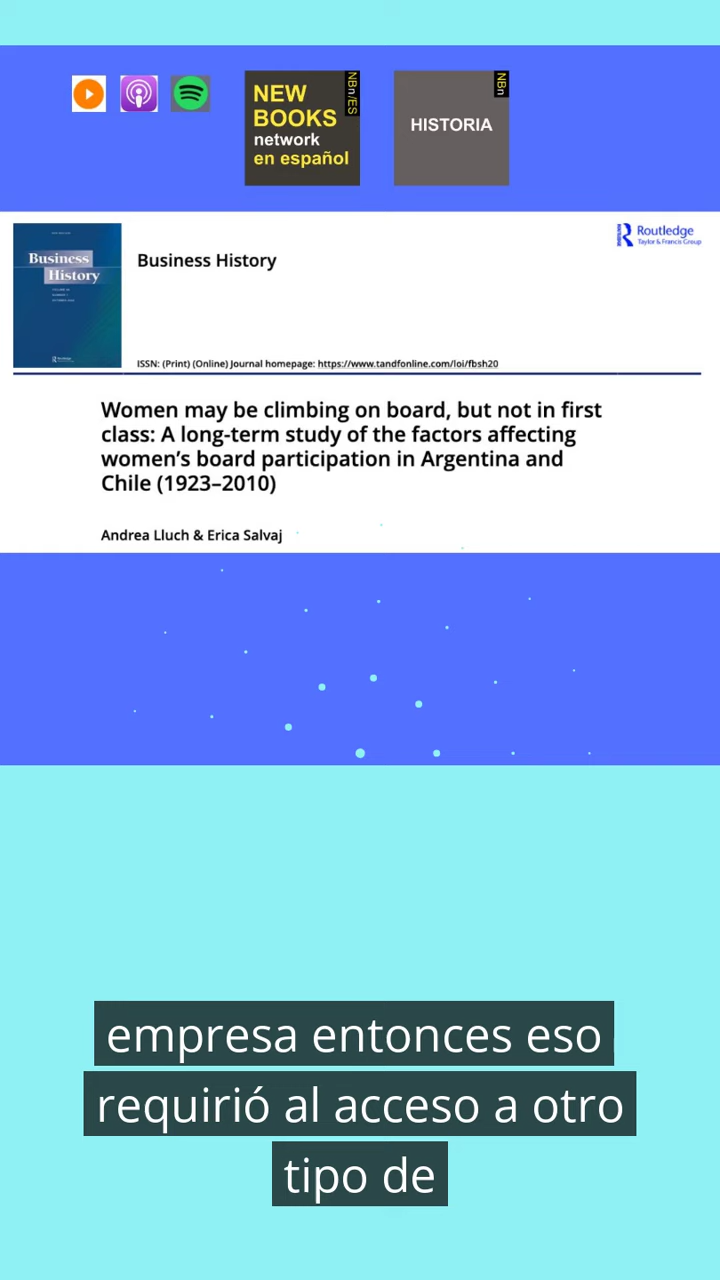 NEW
BOOKS
network
en español
NBn/ES
HISTORIA
NBn
Business
History
Routledge
Taylor & Francis Group
Business History
ISSN: (Print) (Online) Journal homepage: https://www.tandfonline.com/loi/fbsh20
Women may be climbing on board, but not in first
class: A long-term study of the factors affecting
women's board participation in Argentina and
Chile (1923–2010)
Andrea Lluch & Erica Salvaj
empresa entonces eso
requirió al acceso a otro
tipo de